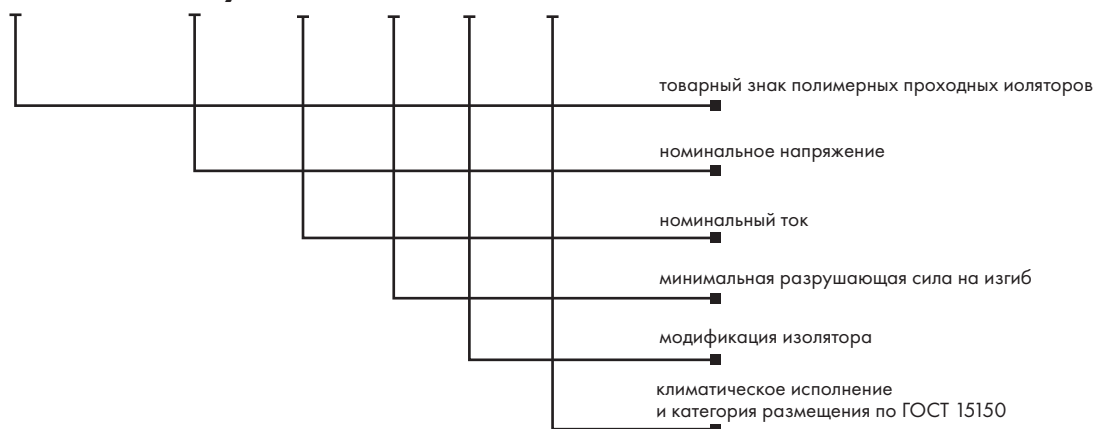 товарный знак полимерных проходных иоляторов
номинальное напряжение
номинальный ток
минимальная разрушающая сила на изгиб
модификация изолятора
климатическое исполнение
и категория размещения по ГОСТ 15150